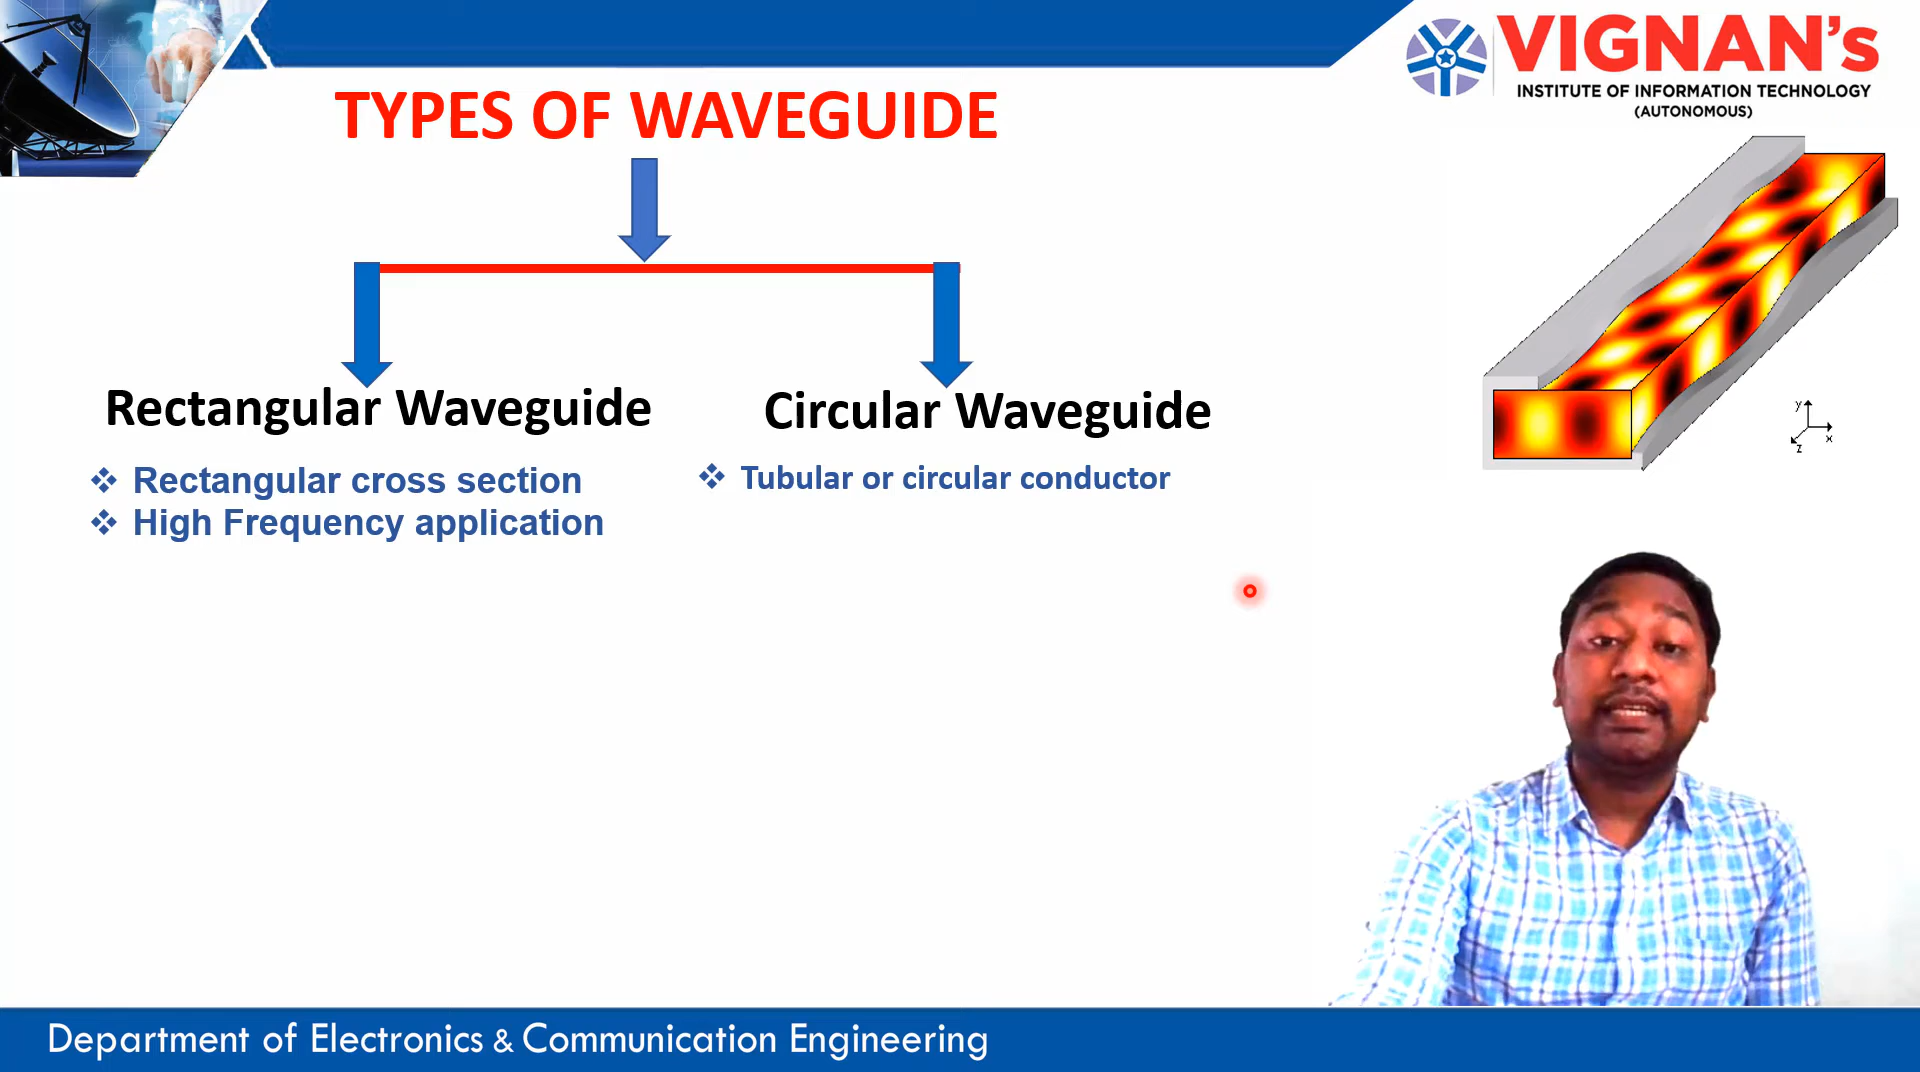 VIGNAN's
INSTITUTE OF INFORMATION TECHNOLOGY
(AUTONOMOUS)
TYPES OF WAVEGUIDE
Rectangular Waveguide
❖ Rectangular cross section
❖ High Frequency application
Circular Waveguide
❖ Tubular or circular conductor
y
x
z
Department of Electronics & Communication Engineering